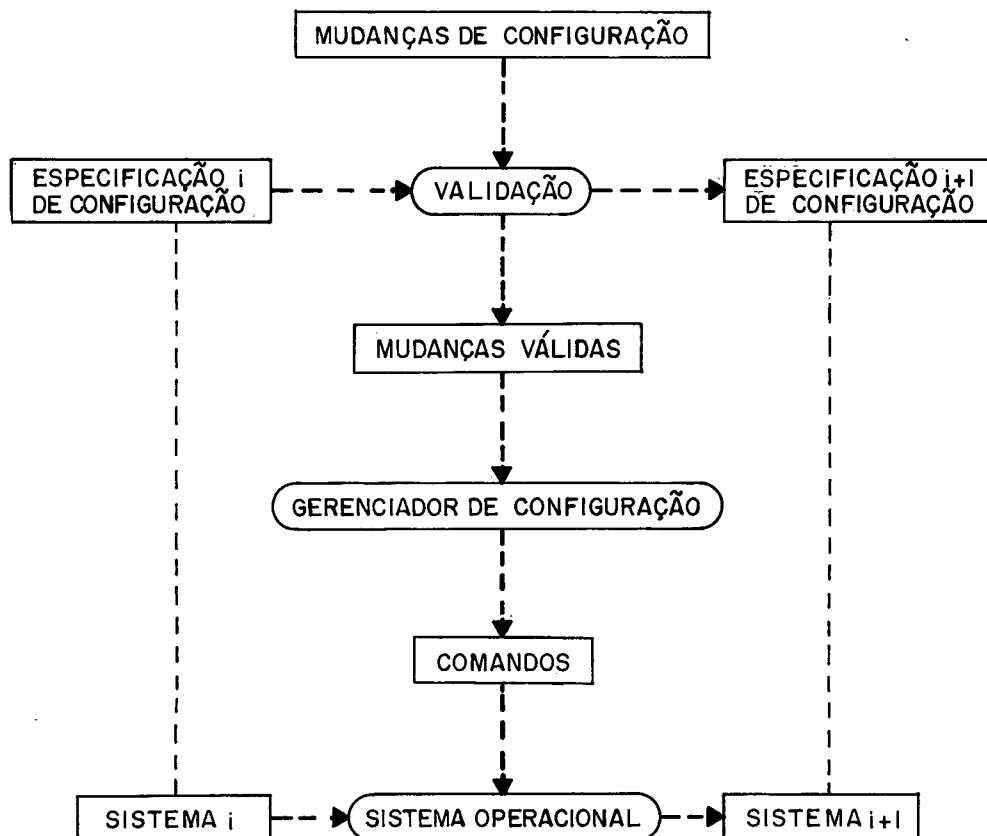 MUDANÇAS DE CONFIGURAÇÃO
ESPECIFICAÇÃO i
DE CONFIGURAÇÃO
VALIDAÇÃO
ESPECIFICAÇÃO i+1
DE CONFIGURAÇÃO
MUDANÇAS VÁLIDAS
GERENCIADOR DE CONFIGURAÇÃO
COMANDOS
SISTEMA i
SISTEMA OPERACIONAL
SISTEMA i+1